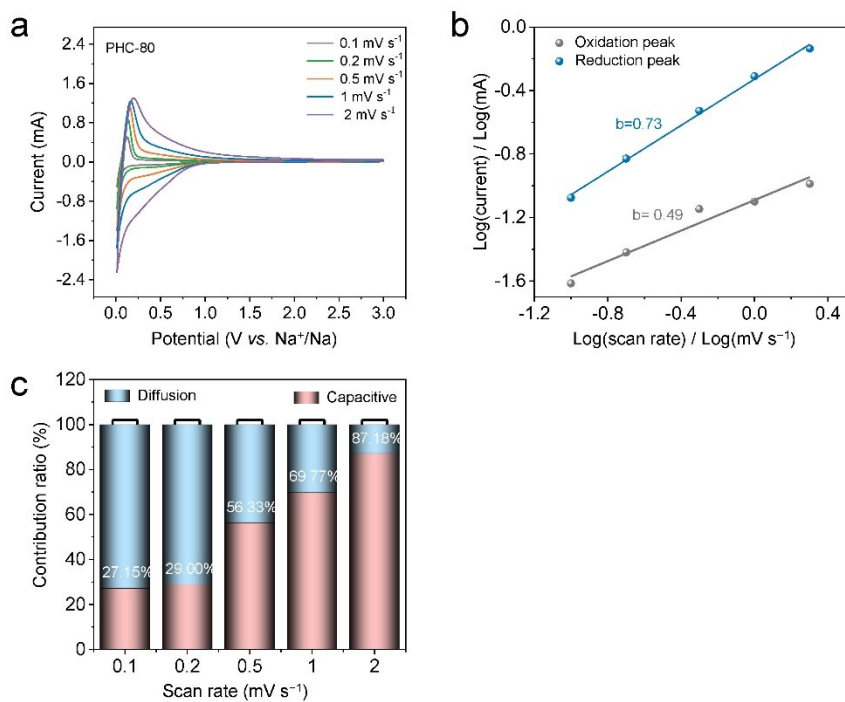 a
PHC-80
0.1 mV s⁻¹
0.2 mV s⁻¹
0.5 mV s⁻¹
1 mV s⁻¹
2 mV s⁻¹
2.4
1.6
0.8
0.0
-0.8
-1.6
-2.4
Current (mA)
0.0 0.5 1.0 1.5 2.0 2.5 3.0
Potential (V vs. Na⁺/Na)
b
Oxidation peak
Reduction peak
b=0.73
b= 0.49
0.0
-0.4
-0.8
-1.2
-1.6
Log(current) / Log(mA)
-1.2 -0.8 -0.4 0.0 0.4
Log(scan rate) / Log(mV s⁻¹)
c
Diffusion Capacitive
120
100
80
60
40
20
0
Contribution ratio (%)
27.15% 29.00% 56.33% 69.77% 87.18%
0.1 0.2 0.5 1 2
Scan rate (mV s⁻¹)